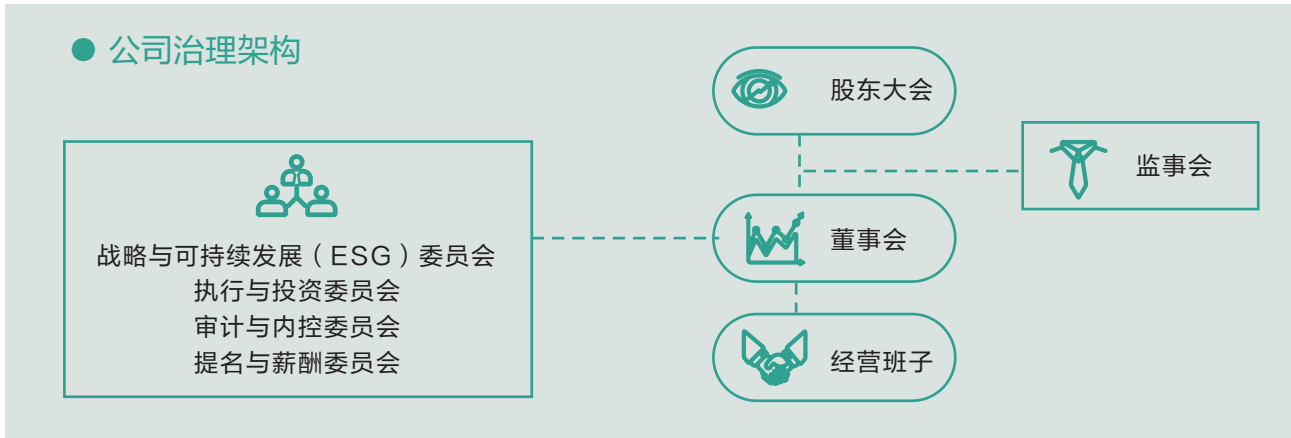 公司治理架构
股东大会
监事会
战略与可持续发展（ESG）委员会
执行与投资委员会
审计与内控委员会
提名与薪酬委员会
董事会
经营班子